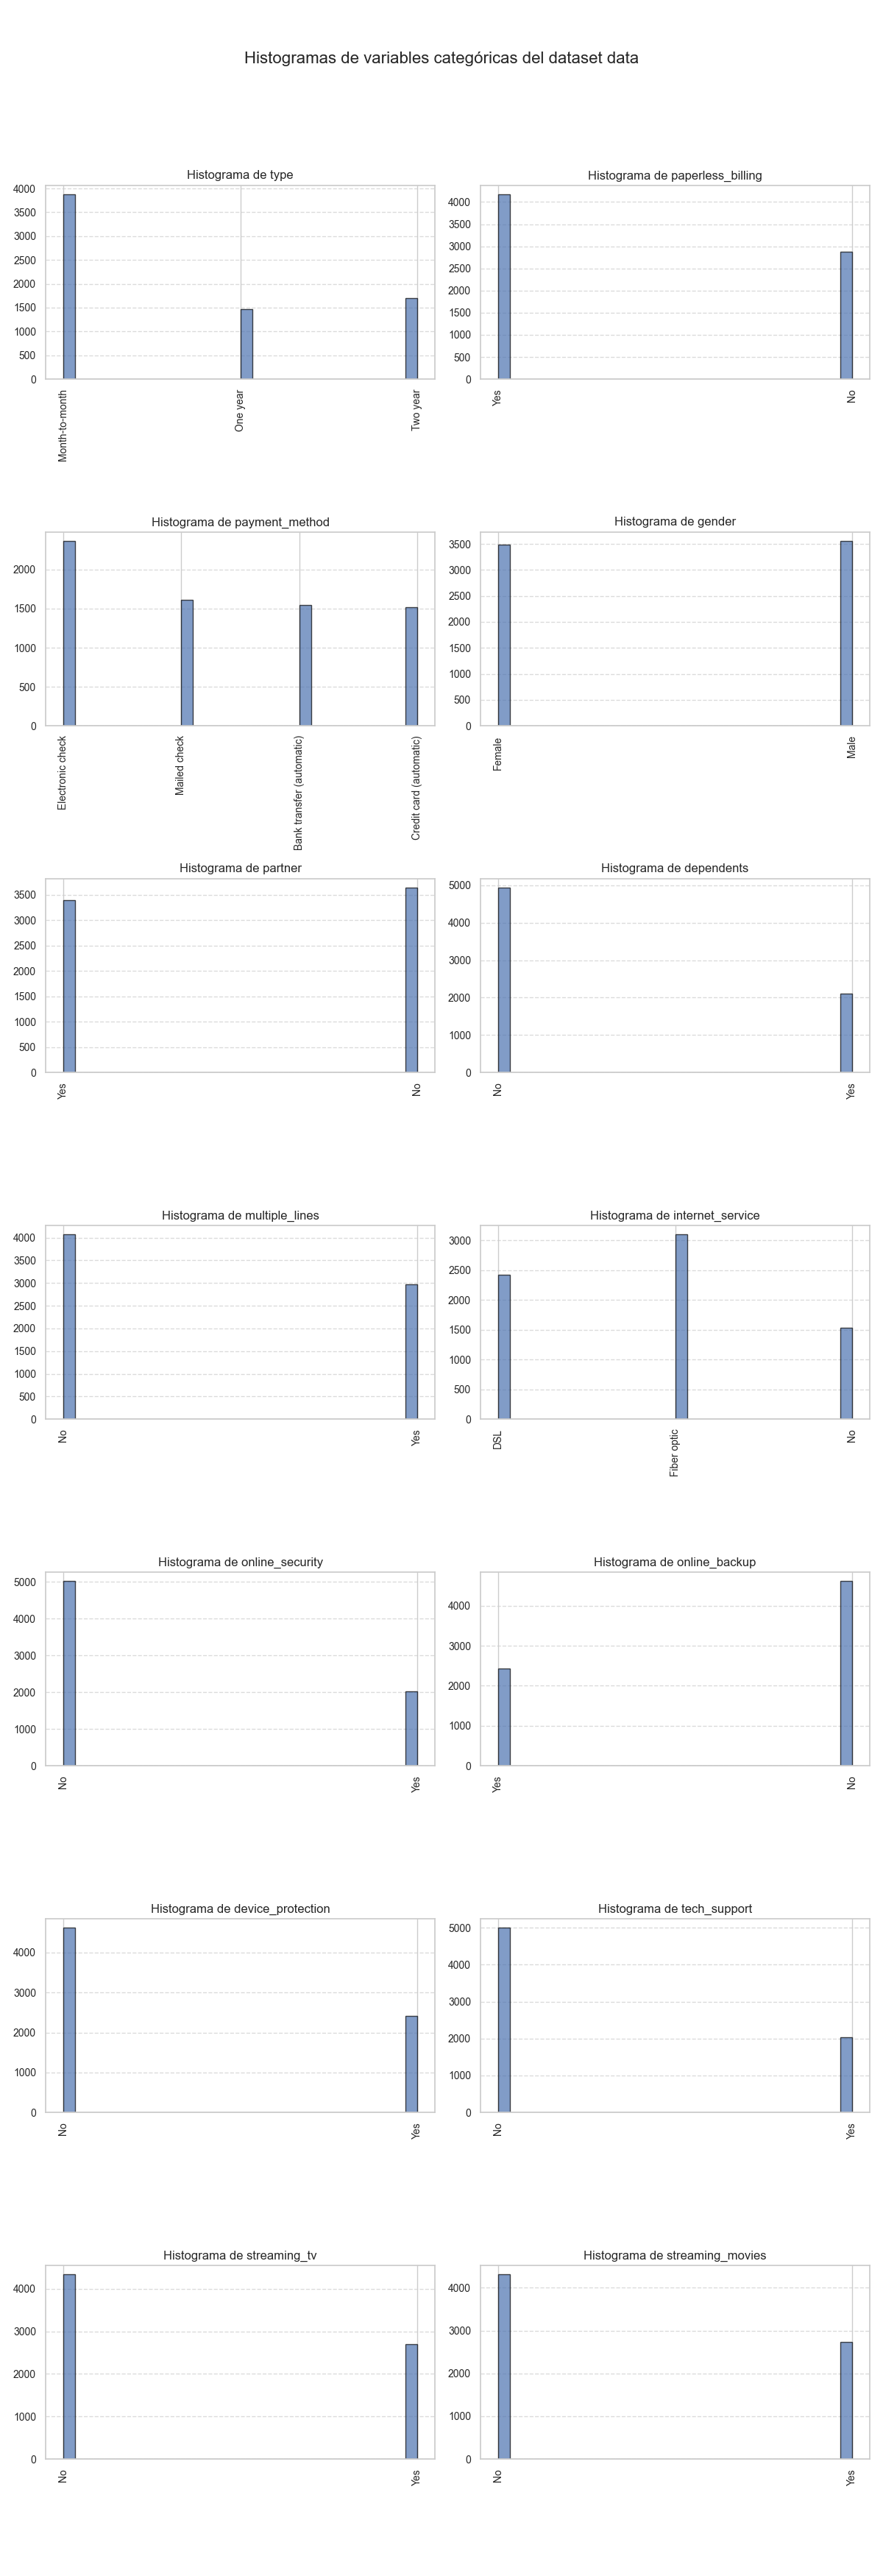 Histogramas de variables categóricas del dataset data
Histograma de type
4000
3500
3000
2500
2000
1500
1000
500
0
Month-to-month
One year
Two year
Histograma de paperless_billing
4000
3500
3000
2500
2000
1500
1000
500
0
Yes
No
Histograma de payment_method
2000
1500
1000
500
0
Electronic check
Mailed check
Bank transfer (automatic)
Credit card (automatic)
Histograma de gender
3500
3000
2500
2000
1500
1000
500
0
Female
Male
Histograma de partner
3500
3000
2500
2000
1500
1000
500
0
Yes
No
Histograma de dependents
5000
4000
3000
2000
1000
0
No
Yes
Histograma de multiple_lines
4000
3500
3000
2500
2000
1500
1000
500
0
No
Yes
Histograma de internet_service
3000
2500
2000
1500
1000
500
0
DSL
Fiber optic
No
Histograma de online_security
5000
4000
3000
2000
1000
0
No
Yes
Histograma de online_backup
4000
3000
2000
1000
0
Yes
No
Histograma de device_protection
4000
3000
2000
1000
0
No
Yes
Histograma de tech_support
5000
4000
3000
2000
1000
0
No
Yes
Histograma de streaming_tv
4000
3000
2000
1000
0
No
Yes
Histograma de streaming_movies
4000
3000
2000
1000
0
No
Yes